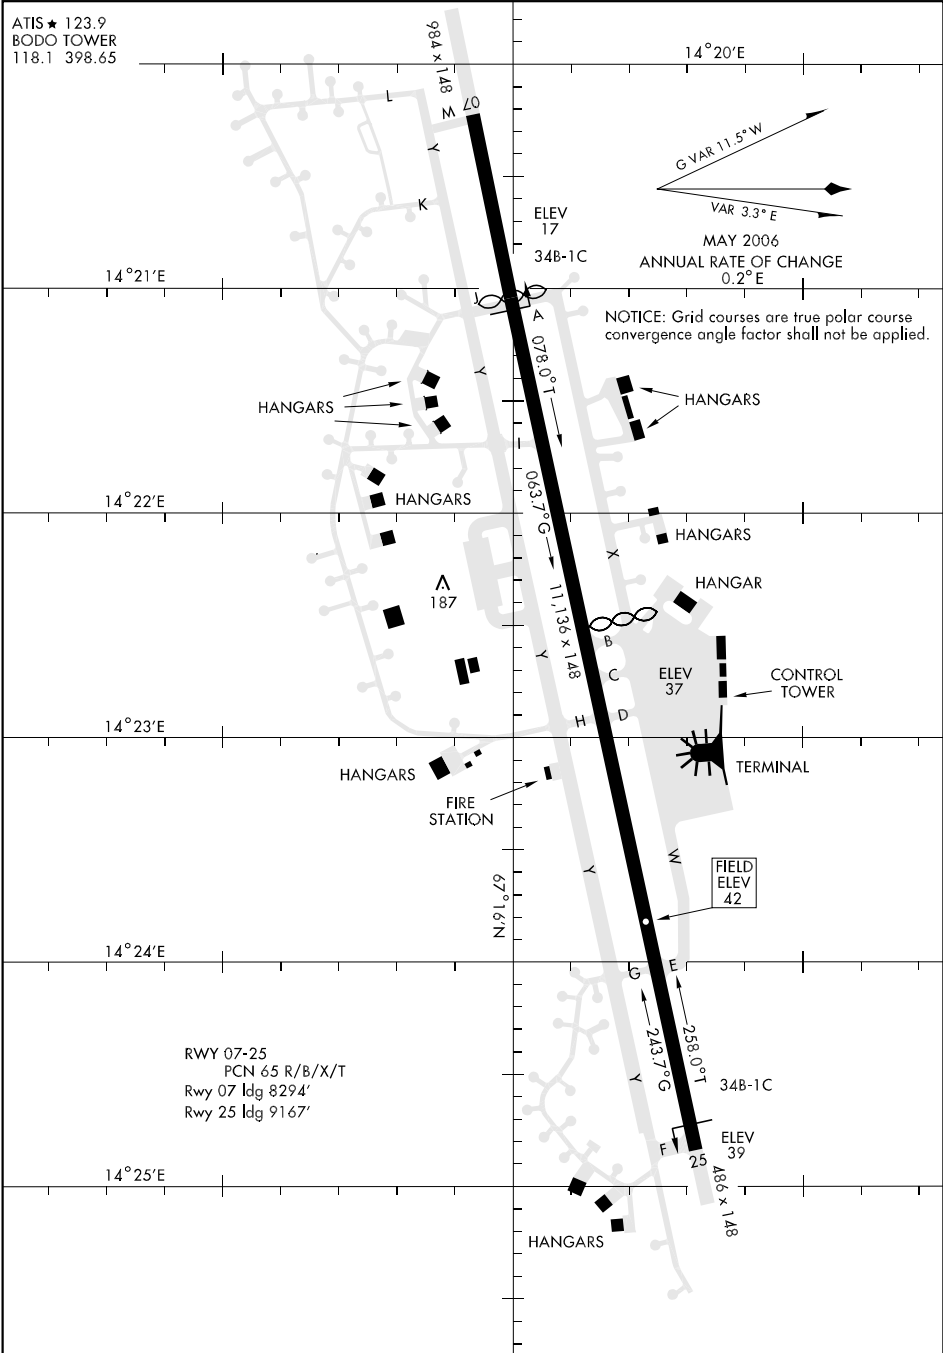 ATIS ★ 123.9
BODO TOWER
118.1 398.65
14°20'E
984 x 148
L
W
07
Y
K
G VAR 11.5° W
VAR 3.3° E
MAY 2006
ANNUAL RATE OF CHANGE
0.2° E
ELEV
17
34B-1C
14°21'E
J
A
NOTICE: Grid courses are true polar course
convergence angle factor shall not be applied.
078.0° T
Y
HANGARS
HANGARS
I
14°22'E
HANGARS
063.7° G
HANGARS
X
HANGAR
187
11,136 x 148
B
Y
C
ELEV
37
CONTROL
TOWER
D
H
14°23'E
HANGARS
TERMINAL
FIRE
STATION
W
Y
FIELD
ELEV
42
67°16'N
14°24'E
G
E
243.7° G
258.0° T
Y
34B-1C
RWY 07-25
PCN 65 R/B/X/T
Rwy 07 ldg 8294'
Rwy 25 ldg 9167'
F
25
ELEV
39
14°25'E
486 x 148
HANGARS